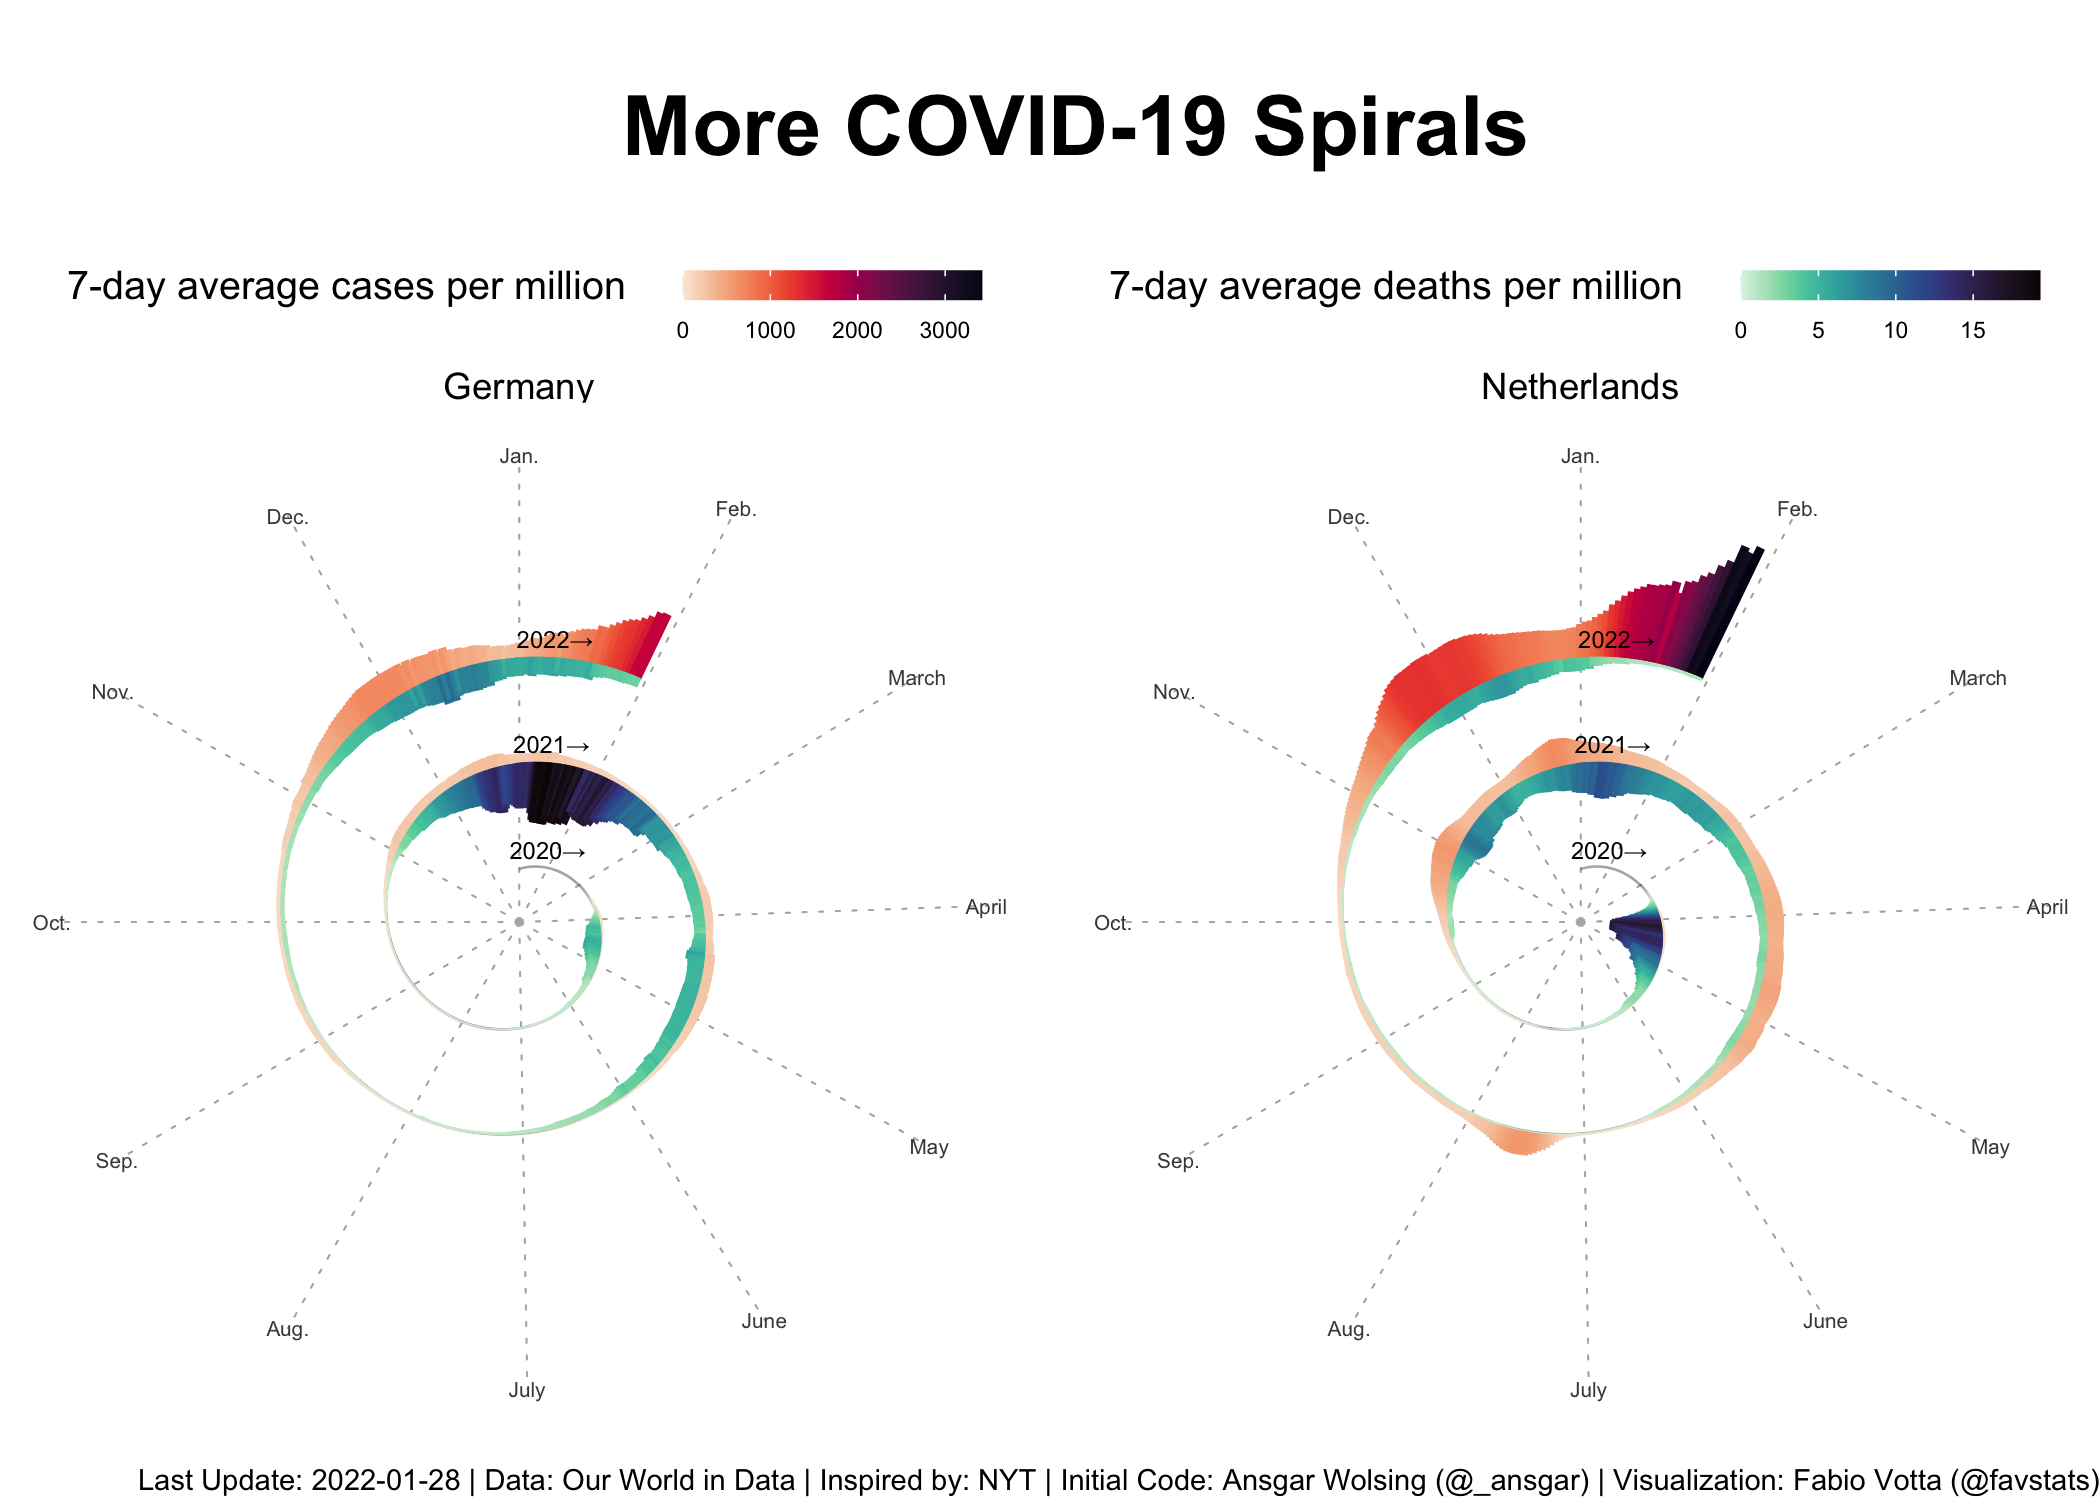 More COVID-19 Spirals
7-day average cases per million
0 1000 2000 3000
7-day average deaths per million
0 5 10 15
Germany
Jan.
Feb.
March
April
May
June
July
Aug.
Sep.
Oct.
Nov.
Dec.
2022→
2021→
2020→
Netherlands
Jan.
Feb.
March
April
May
June
July
Aug.
Sep.
Oct.
Nov.
Dec.
2022→
2021→
2020→
Last Update: 2022-01-28 | Data: Our World in Data | Inspired by: NYT | Initial Code: Ansgar Wolsing (@_ansgar) | Visualization: Fabio Votta (@favstats)